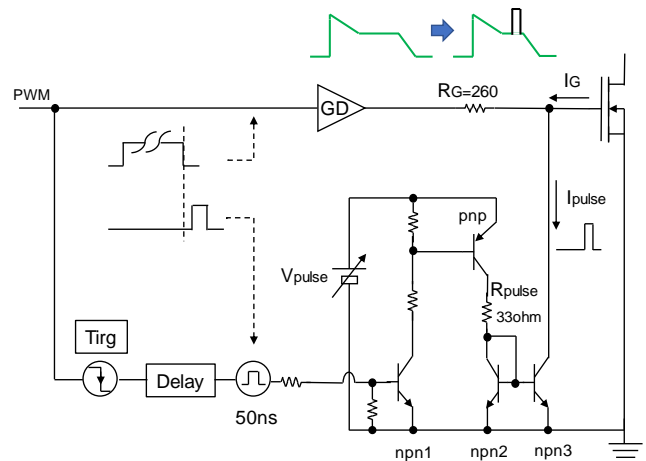 PWM
GD
RG=260
IG
Ipulse
pnp
Vpulse
Rpulse
33ohm
Tirg
Delay
50ns
npn1
npn2
npn3